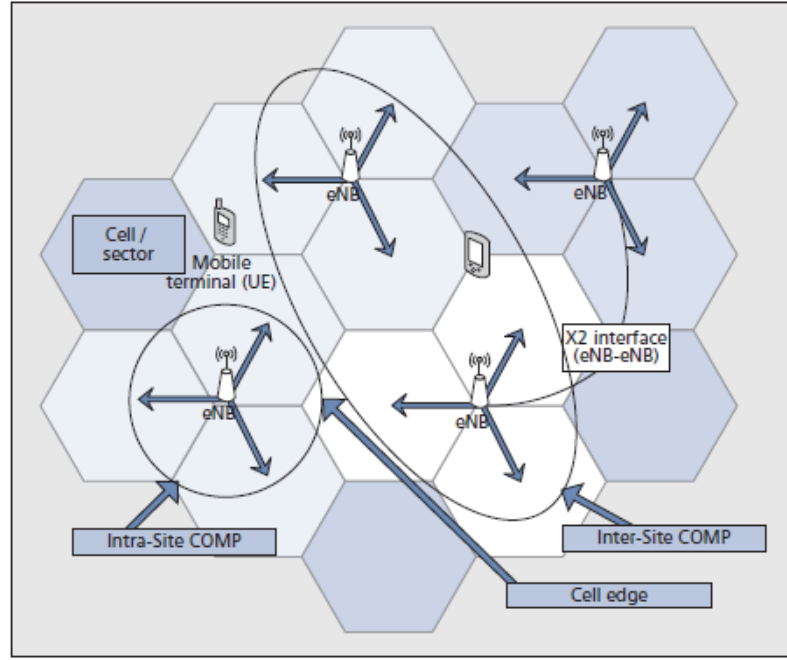 eNB
eNB
Cell /
sector
Mobile
terminal (UE)
X2 interface
(eNB-eNB)
eNB
eNB
Intra-Site COMP
Inter-Site COMP
Cell edge